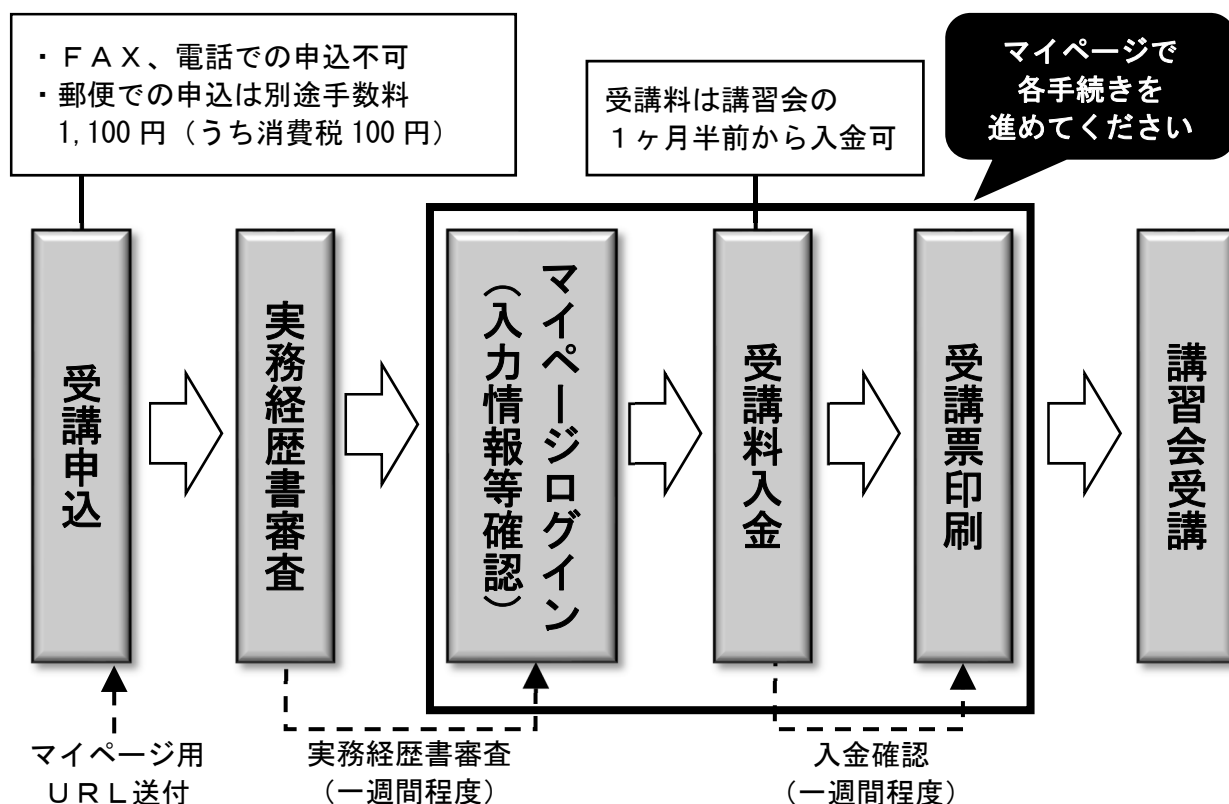 ・ＦＡＸ、電話での申込不可
・郵便での申込は別途手数料
1,100円（うち消費税100円）
受講料は講習会の
１ヶ月半前から入金可
マイページで
各手続きを
進めてください
受講申込
実務経歴書審査
マイページログイン
（入力情報等確認）
受講料入金
受講票印刷
講習会受講
マイページ用
ＵＲＬ送付
実務経歴書審査
（一週間程度）
入金確認
（一週間程度）